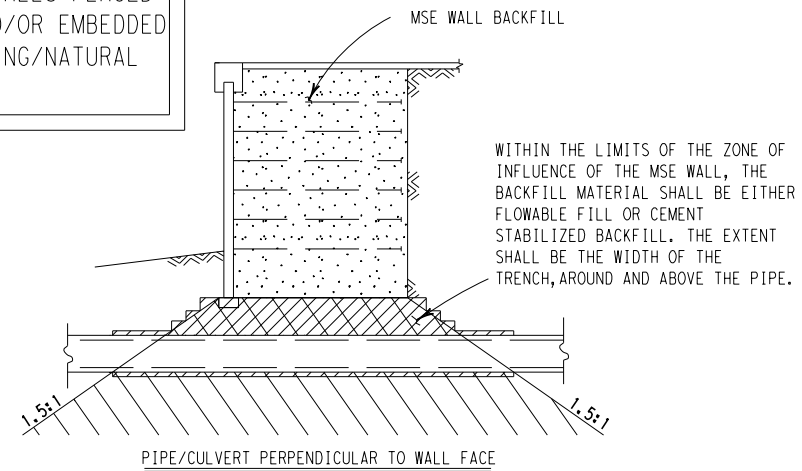 O/OR EMBEDDED
NG/NATURAL
MSE WALL BACKFILL
WITHIN THE LIMITS OF THE ZONE OF
INFLUENCE OF THE MSE WALL, THE
BACKFILL MATERIAL SHALL BE EITHER
FLOWABLE FILL OR CEMENT
STABILIZED BACKFILL. THE EXTENT
SHALL BE THE WIDTH OF THE
TRENCH, AROUND AND ABOVE THE PIPE.
1.5:1
1.5:1
PIPE/CULVERT PERPENDICULAR TO WALL FACE